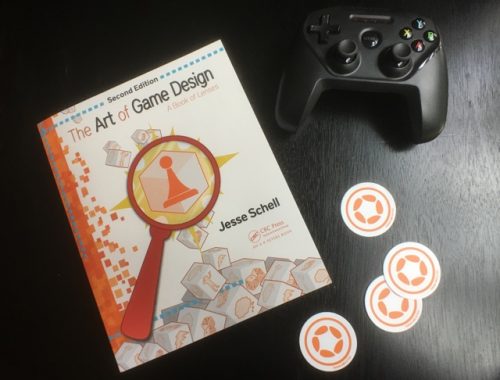 Second Edition
The Art of Game Design
A Book of Lenses
Jesse Schell
CRC Press